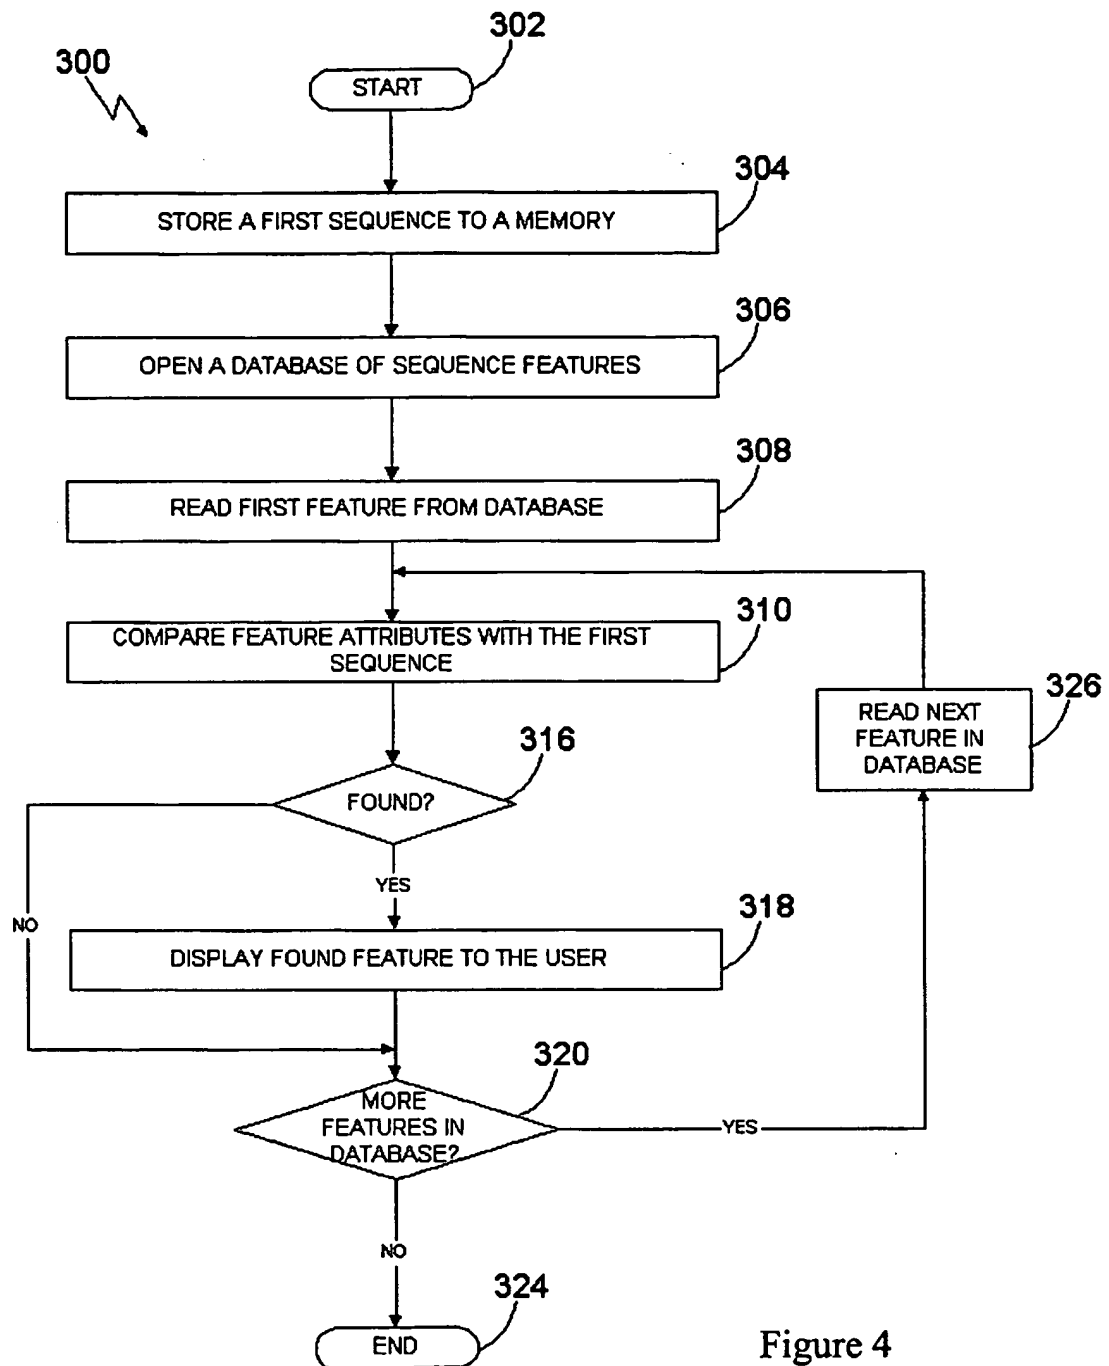 302
300
START
304
STORE A FIRST SEQUENCE TO A MEMORY
306
OPEN A DATABASE OF SEQUENCE FEATURES
308
READ FIRST FEATURE FROM DATABASE
310
COMPARE FEATURE ATTRIBUTES WITH THE FIRST
SEQUENCE
326
READ NEXT
FEATURE IN
DATABASE
316
FOUND?
YES
NO
318
DISPLAY FOUND FEATURE TO THE USER
320
MORE
FEATURES IN
DATABASE?
YES
NO
324
END
Figure 4